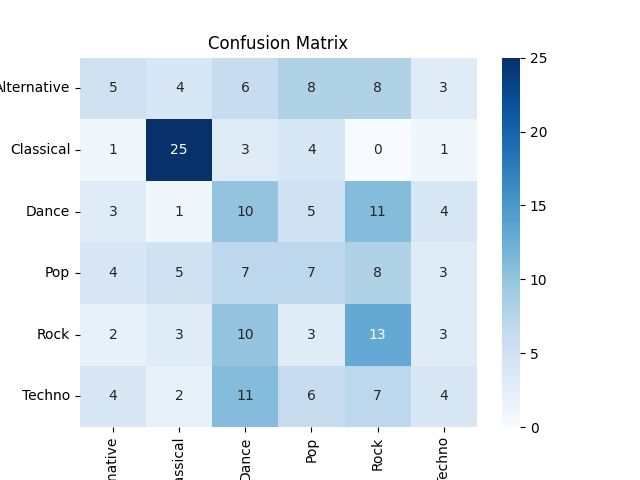 Confusion Matrix
lternative 5 4 6 8 8 3
Classical 1 25 3 4 0 1
Dance 3 1 10 5 11 4
Pop 4 5 7 7 8 3
Rock 2 3 10 3 13 3
Techno 4 2 11 6 7 4
native assical Dance Pop Rock echno
25
20
15
10
5
0